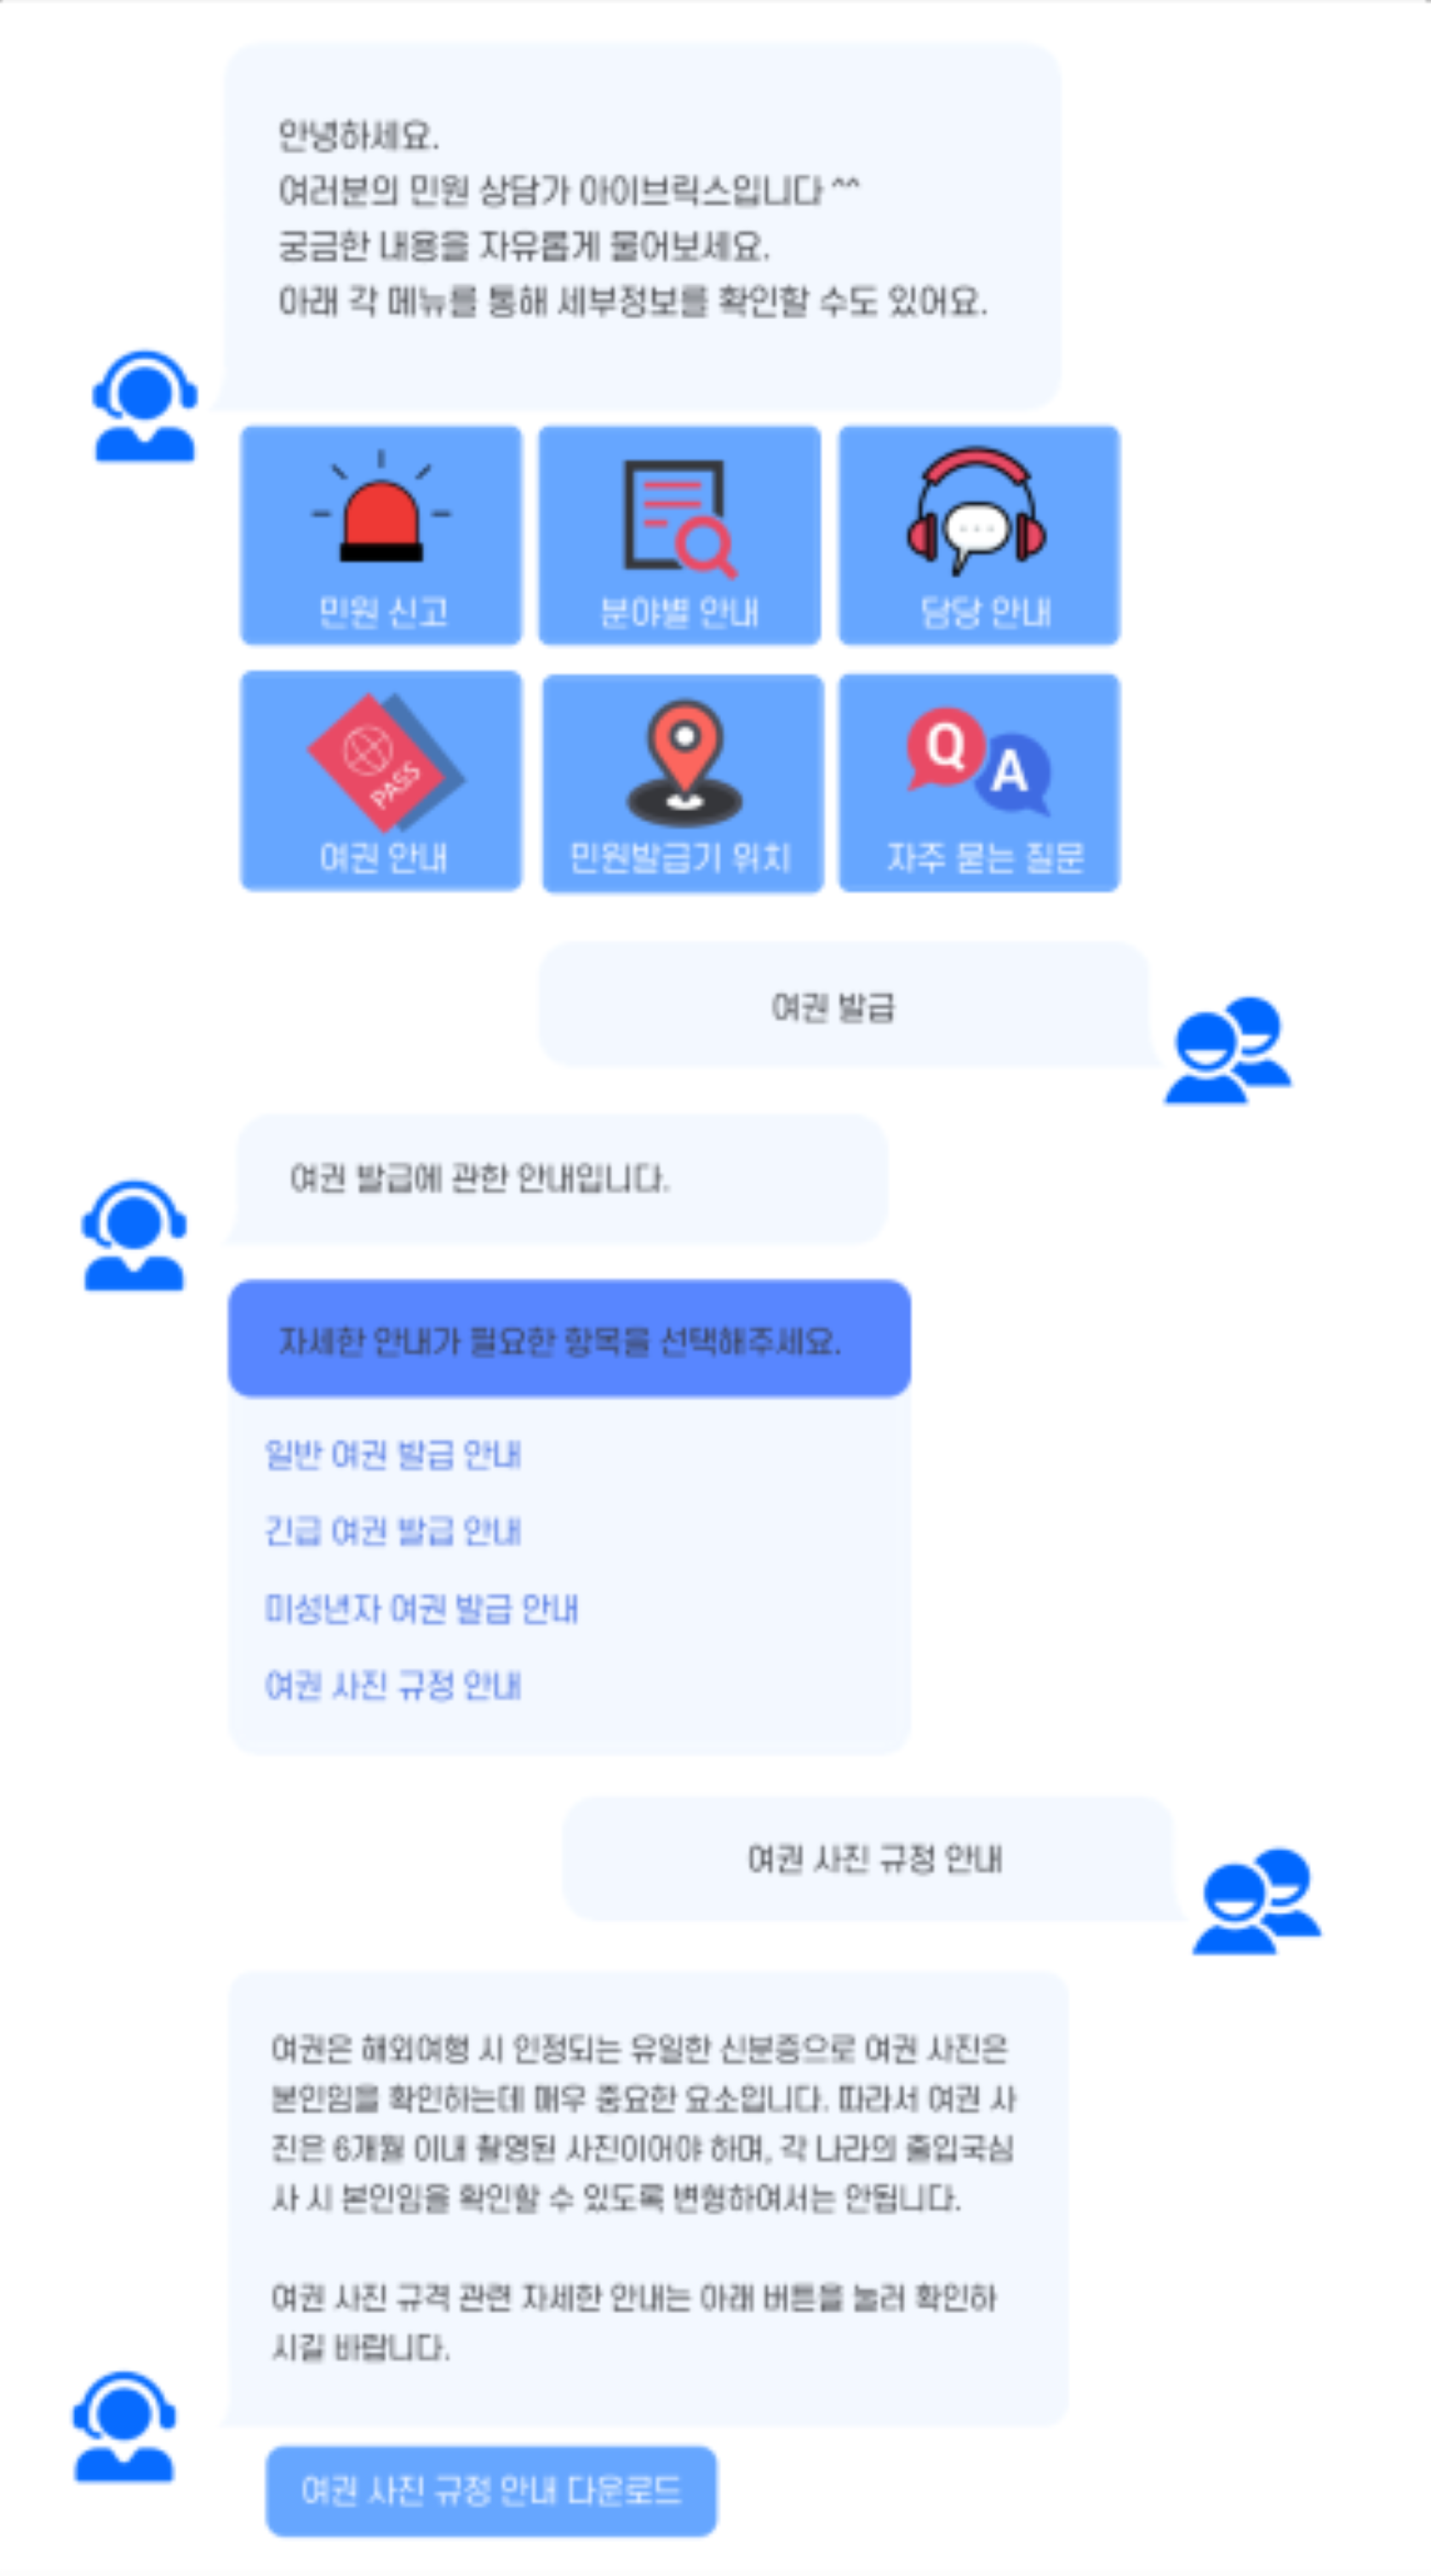 안녕하세요.
여러분의 민원 상담가 아이브릭스입니다 ^^
궁금한 내용을 자유롭게 물어보세요.
아래 각 메뉴를 통해 세부정보를 확인할 수도 있어요.
민원 신고
분야별 안내
담당 안내
PASS
여권 안내
민원발급기 위치
Q A
자주 묻는 질문
여권 발급
여권 발급에 관한 안내입니다.
자세한 안내가 필요한 항목을 선택해주세요.
일반 여권 발급 안내
긴급 여권 발급 안내
미성년자 여권 발급 안내
여권 사진 규정 안내
여권 사진 규정 안내
여권은 해외여행 시 인정되는 유일한 신분증으로 여권 사진은
본인임을 확인하는데 매우 중요한 요소입니다. 따라서 여권 사
진은 6개월 이내 촬영된 사진이어야 하며, 각 나라의 출입국심
사 시 본인임을 확인할 수 있도록 변형하여서는 안됩니다.
여권 사진 규격 관련 자세한 안내는 아래 버튼을 눌러 확인하
시길 바랍니다.
여권 사진 규정 안내 다운로드